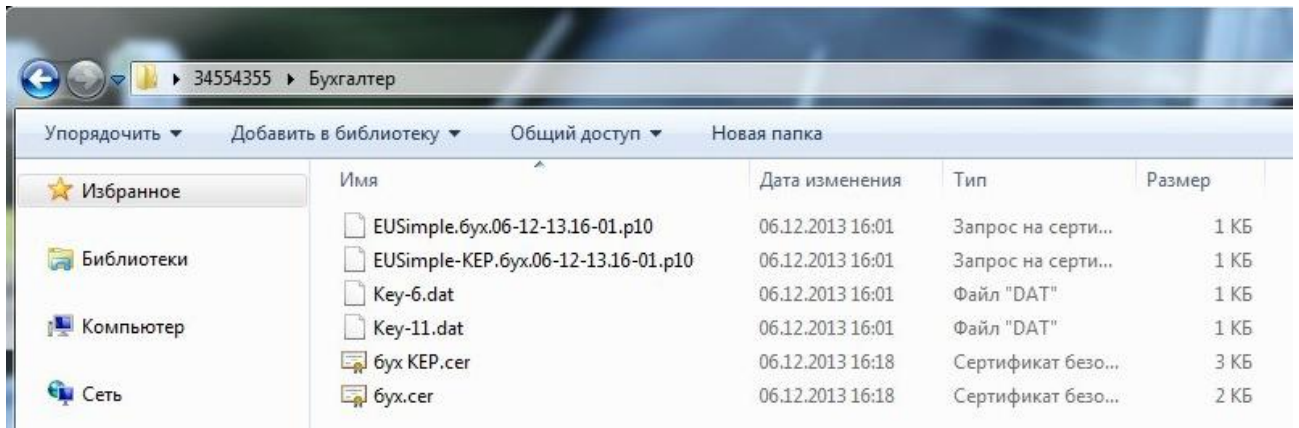 34554355 Бухгалтер
Упорядочить Добавить в библиотеку Общий доступ Новая папка
Избранное
Библиотеки
Компьютер
Сеть
Имя Дата изменения Тип Размер
EUSimple.бух.06-12-13.16-01.p10 06.12.2013 16:01 Запрос на серти... 1 КБ
EUSimple-KEP.бух.06-12-13.16-01.p10 06.12.2013 16:01 Запрос на серти... 1 КБ
Key-6.dat 06.12.2013 16:01 Файл "DAT" 1 КБ
Key-11.dat 06.12.2013 16:01 Файл "DAT" 1 КБ
бух KEP.cer 06.12.2013 16:18 Сертификат безо... 3 КБ
бух.cer 06.12.2013 16:18 Сертификат безо... 2 КБ